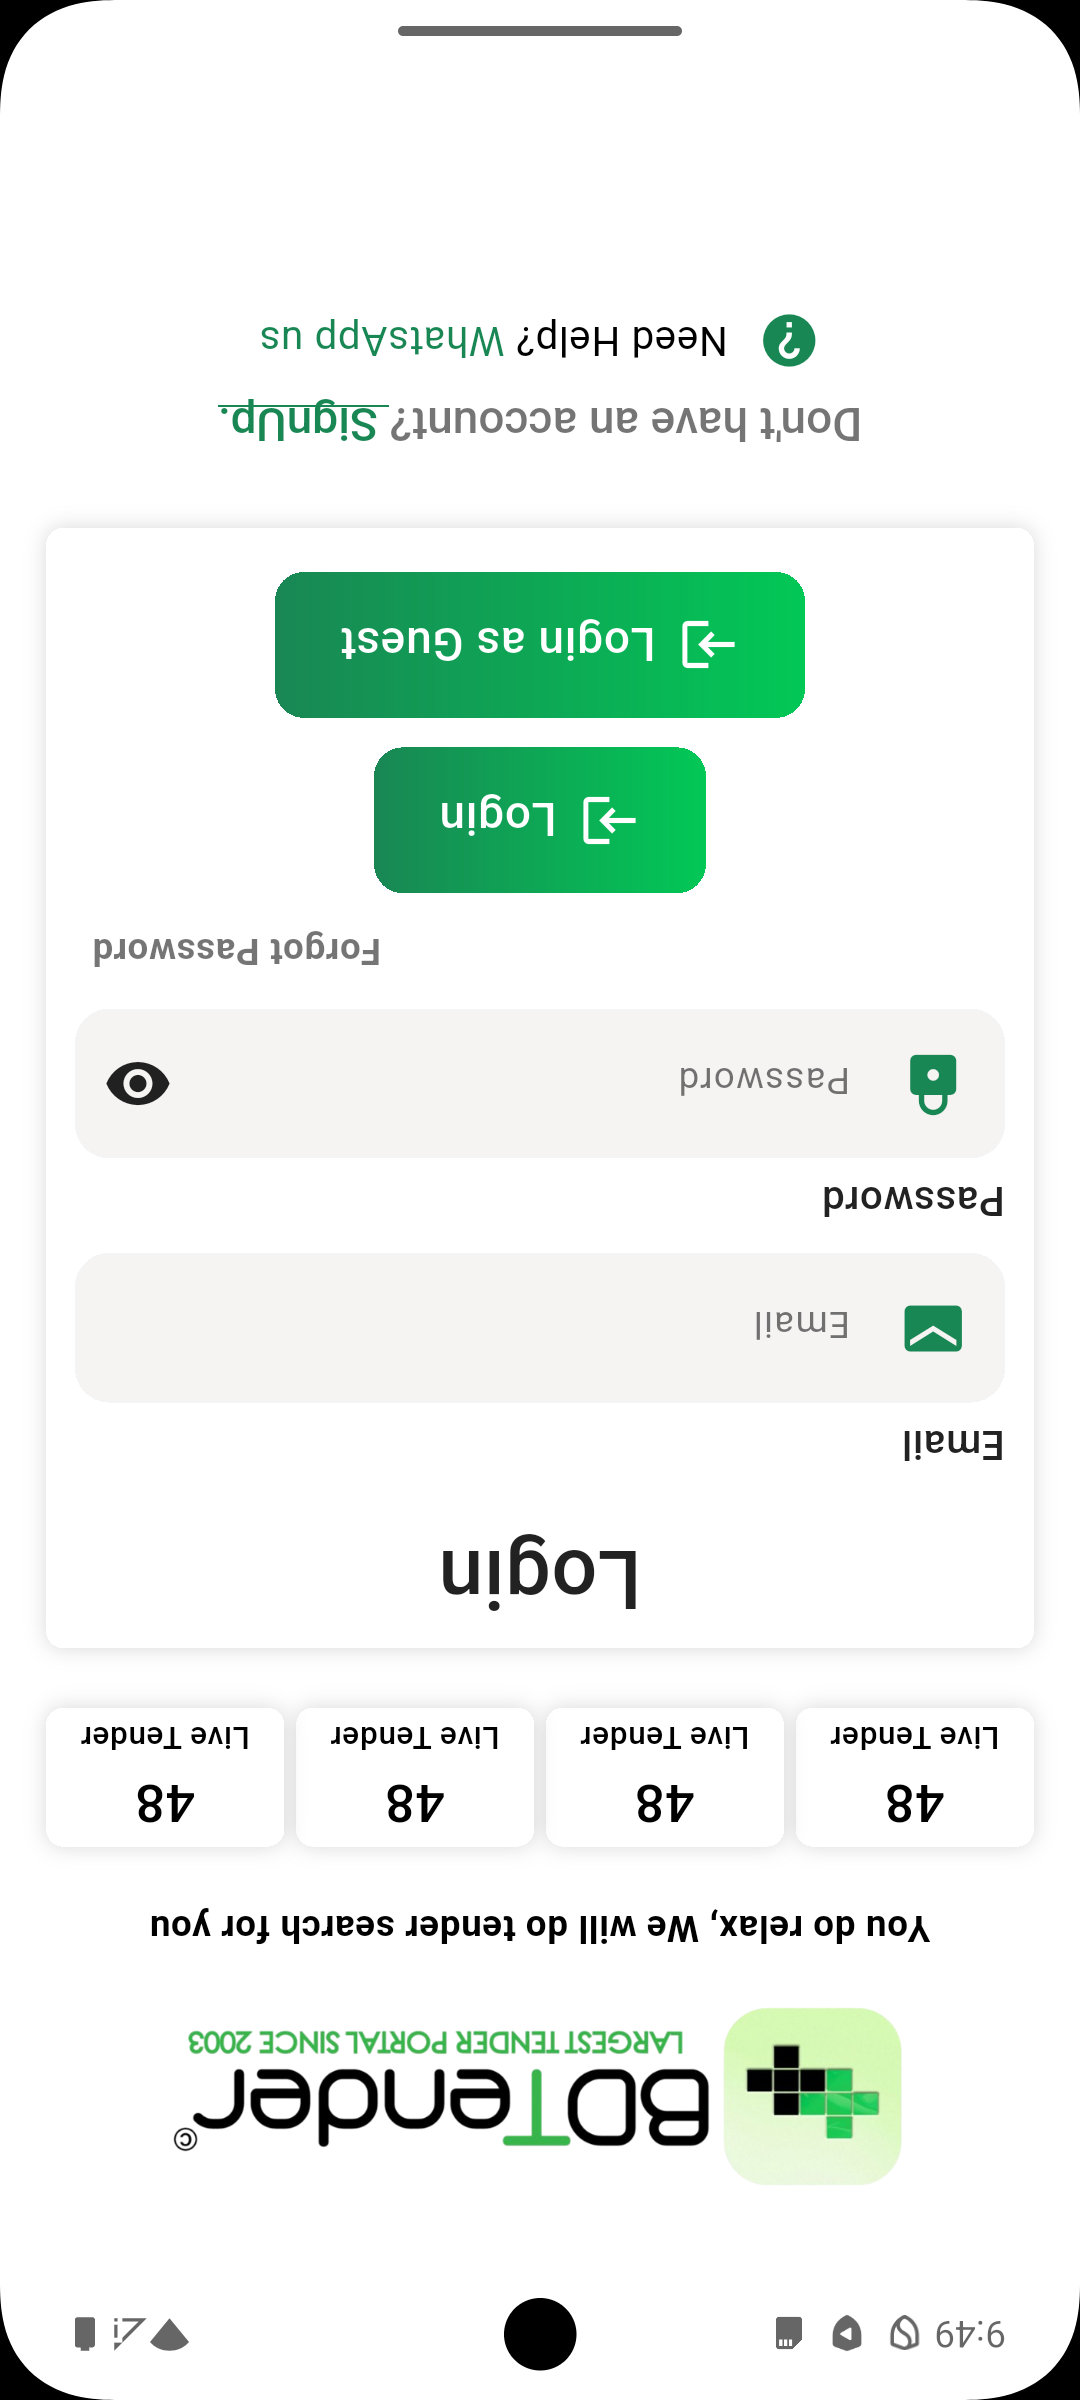 9:49
BDTender©
LARGEST TENDER PORTAL SINCE 2003
You do relax, We will do tender search for you
48 48 48 48
Live Tender Live Tender Live Tender Live Tender
Login
Email
Email
Password
Password
Forgot Password
Login
Login as Guest
Don't have an account? SignUp.
Need Help? WhatsApp us